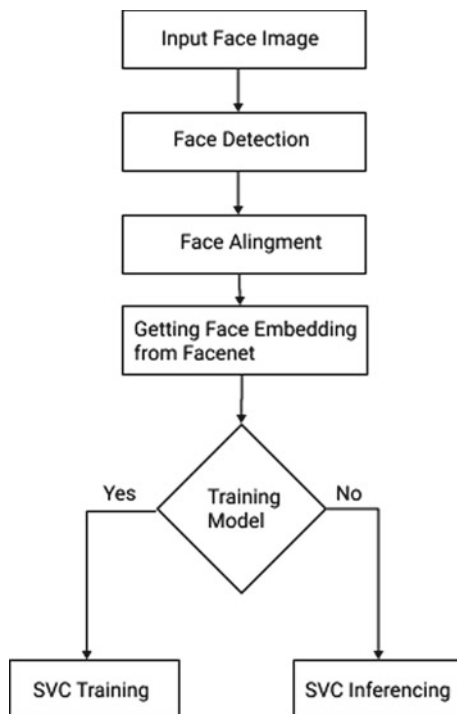 Input Face Image
Face Detection
Face Alingment
Getting Face Embedding
from Facenet
Yes
Training
Model
No
SVC Training
SVC Inferencing